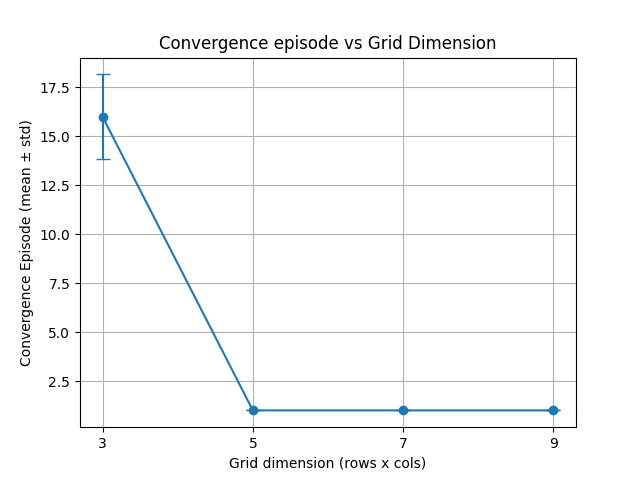 Convergence episode vs Grid Dimension
Convergence Episode (mean ± std)
17.5
15.0
12.5
10.0
7.5
5.0
2.5
3 5 7 9
Grid dimension (rows x cols)